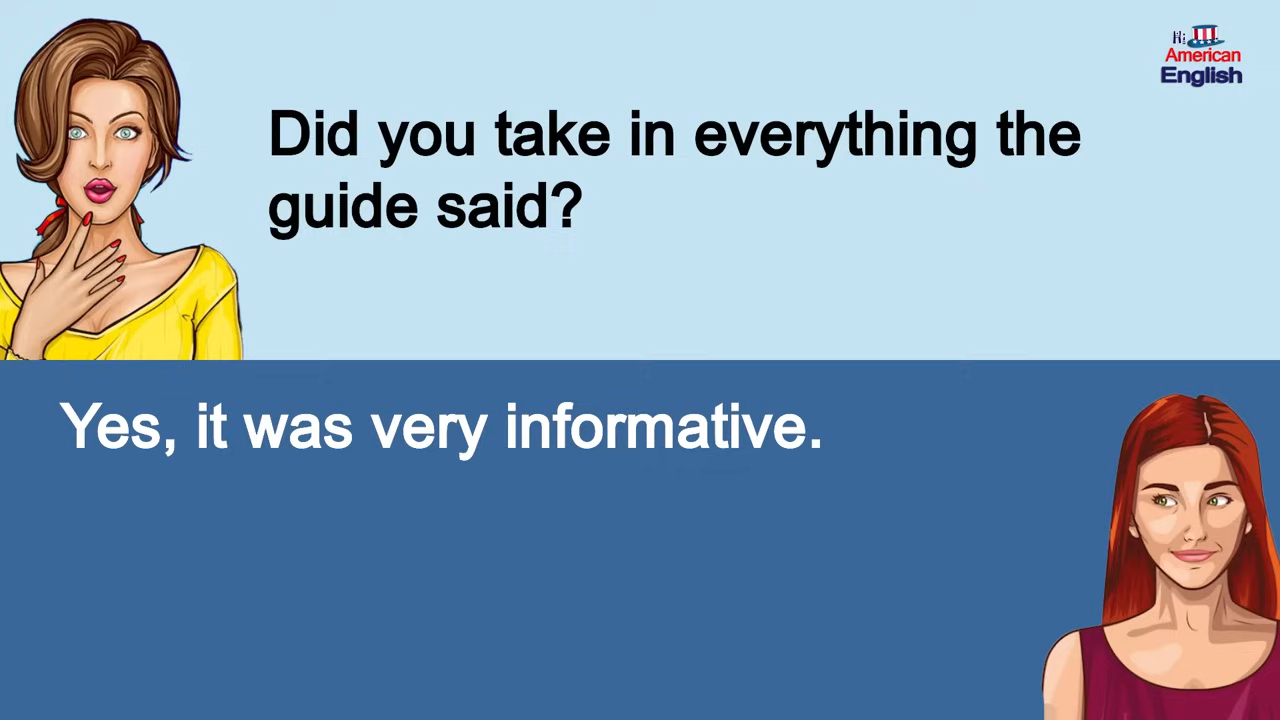 Hi
American
English
Did you take in everything the
guide said?
Yes, it was very informative.